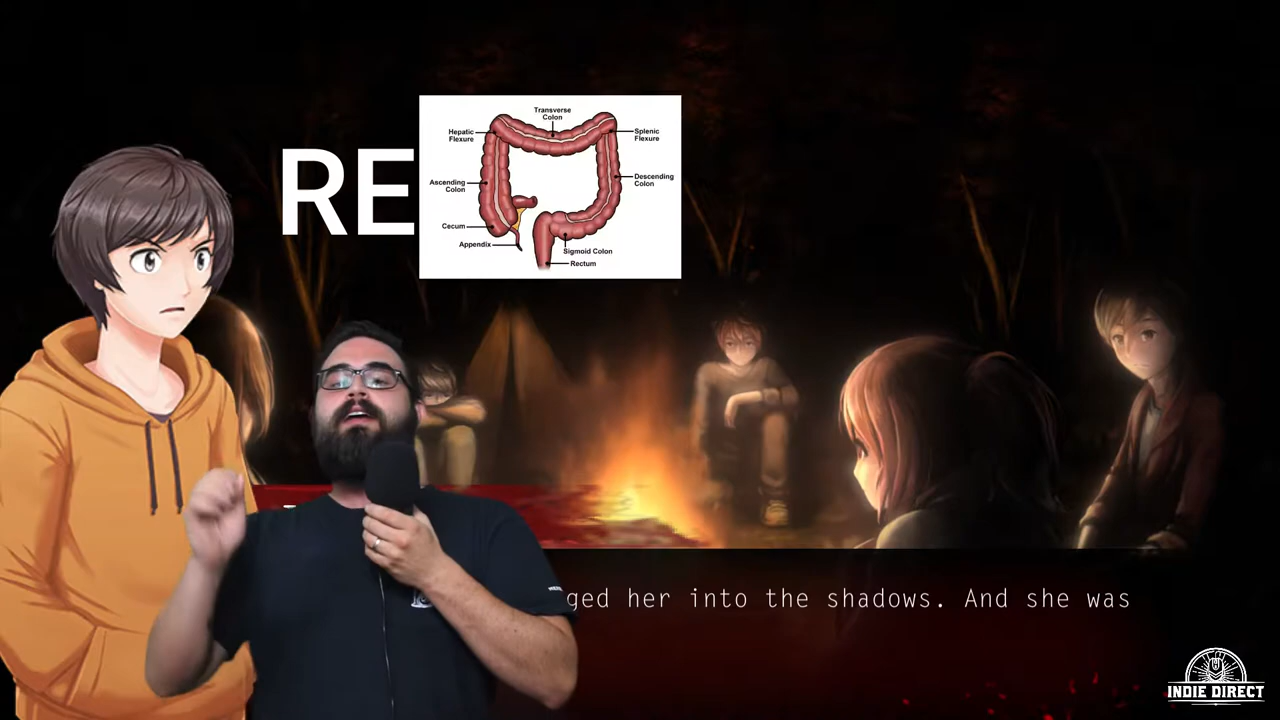 RE
Transverse
Colon
Hepatic
Flexure
Splenic
Flexure
Ascending
Colon
Descending
Colon
Cecum
Appendix
Sigmoid Colon
Rectum
ged her into the shadows. And she was
INDIE DIRECT